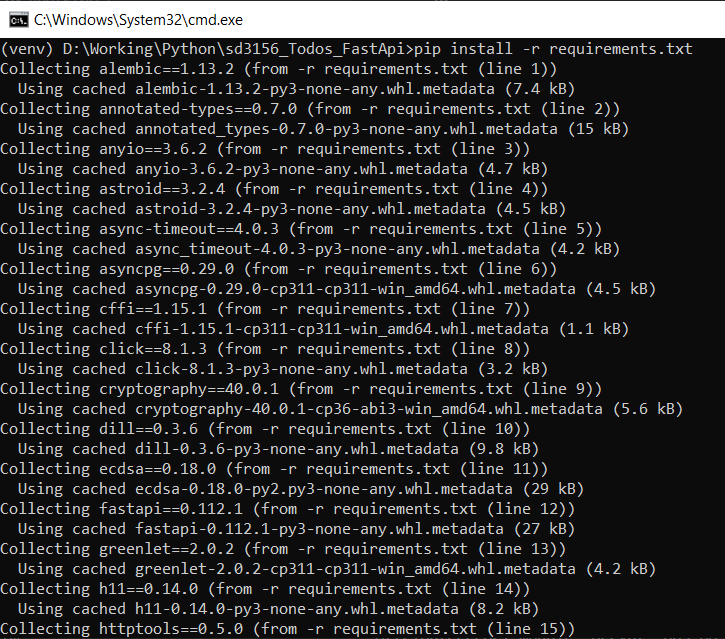 C:\Windows\System32\cmd.exe
(venv) D:\Working\Python\sd3156_Todos_FastApi>pip install -r requirements.txt
Collecting alembic==1.13.2 (from -r requirements.txt (line 1))
  Using cached alembic-1.13.2-py3-none-any.whl.metadata (7.4 kB)
Collecting annotated-types==0.7.0 (from -r requirements.txt (line 2))
  Using cached annotated_types-0.7.0-py3-none-any.whl.metadata (15 kB)
Collecting anyio==3.6.2 (from -r requirements.txt (line 3))
  Using cached anyio-3.6.2-py3-none-any.whl.metadata (4.7 kB)
Collecting astroid==3.2.4 (from -r requirements.txt (line 4))
  Using cached astroid-3.2.4-py3-none-any.whl.metadata (4.5 kB)
Collecting async-timeout==4.0.3 (from -r requirements.txt (line 5))
  Using cached async_timeout-4.0.3-py3-none-any.whl.metadata (4.2 kB)
Collecting asyncpg==0.29.0 (from -r requirements.txt (line 6))
  Using cached asyncpg-0.29.0-cp311-cp311-win_amd64.whl.metadata (4.5 kB)
Collecting cffi==1.15.1 (from -r requirements.txt (line 7))
  Using cached cffi-1.15.1-cp311-cp311-win_amd64.whl.metadata (1.1 kB)
Collecting click==8.1.3 (from -r requirements.txt (line 8))
  Using cached click-8.1.3-py3-none-any.whl.metadata (3.2 kB)
Collecting cryptography==40.0.1 (from -r requirements.txt (line 9))
  Using cached cryptography-40.0.1-cp36-abi3-win_amd64.whl.metadata (5.6 kB)
Collecting dill==0.3.6 (from -r requirements.txt (line 10))
  Using cached dill-0.3.6-py3-none-any.whl.metadata (9.8 kB)
Collecting ecdsa==0.18.0 (from -r requirements.txt (line 11))
  Using cached ecdsa-0.18.0-py2.py3-none-any.whl.metadata (29 kB)
Collecting fastapi==0.112.1 (from -r requirements.txt (line 12))
  Using cached fastapi-0.112.1-py3-none-any.whl.metadata (27 kB)
Collecting greenlet==2.0.2 (from -r requirements.txt (line 13))
  Using cached greenlet-2.0.2-cp311-cp311-win_amd64.whl.metadata (4.2 kB)
Collecting h11==0.14.0 (from -r requirements.txt (line 14))
  Using cached h11-0.14.0-py3-none-any.whl.metadata (8.2 kB)
Collecting httptools==0.5.0 (from -r requirements.txt (line 15))